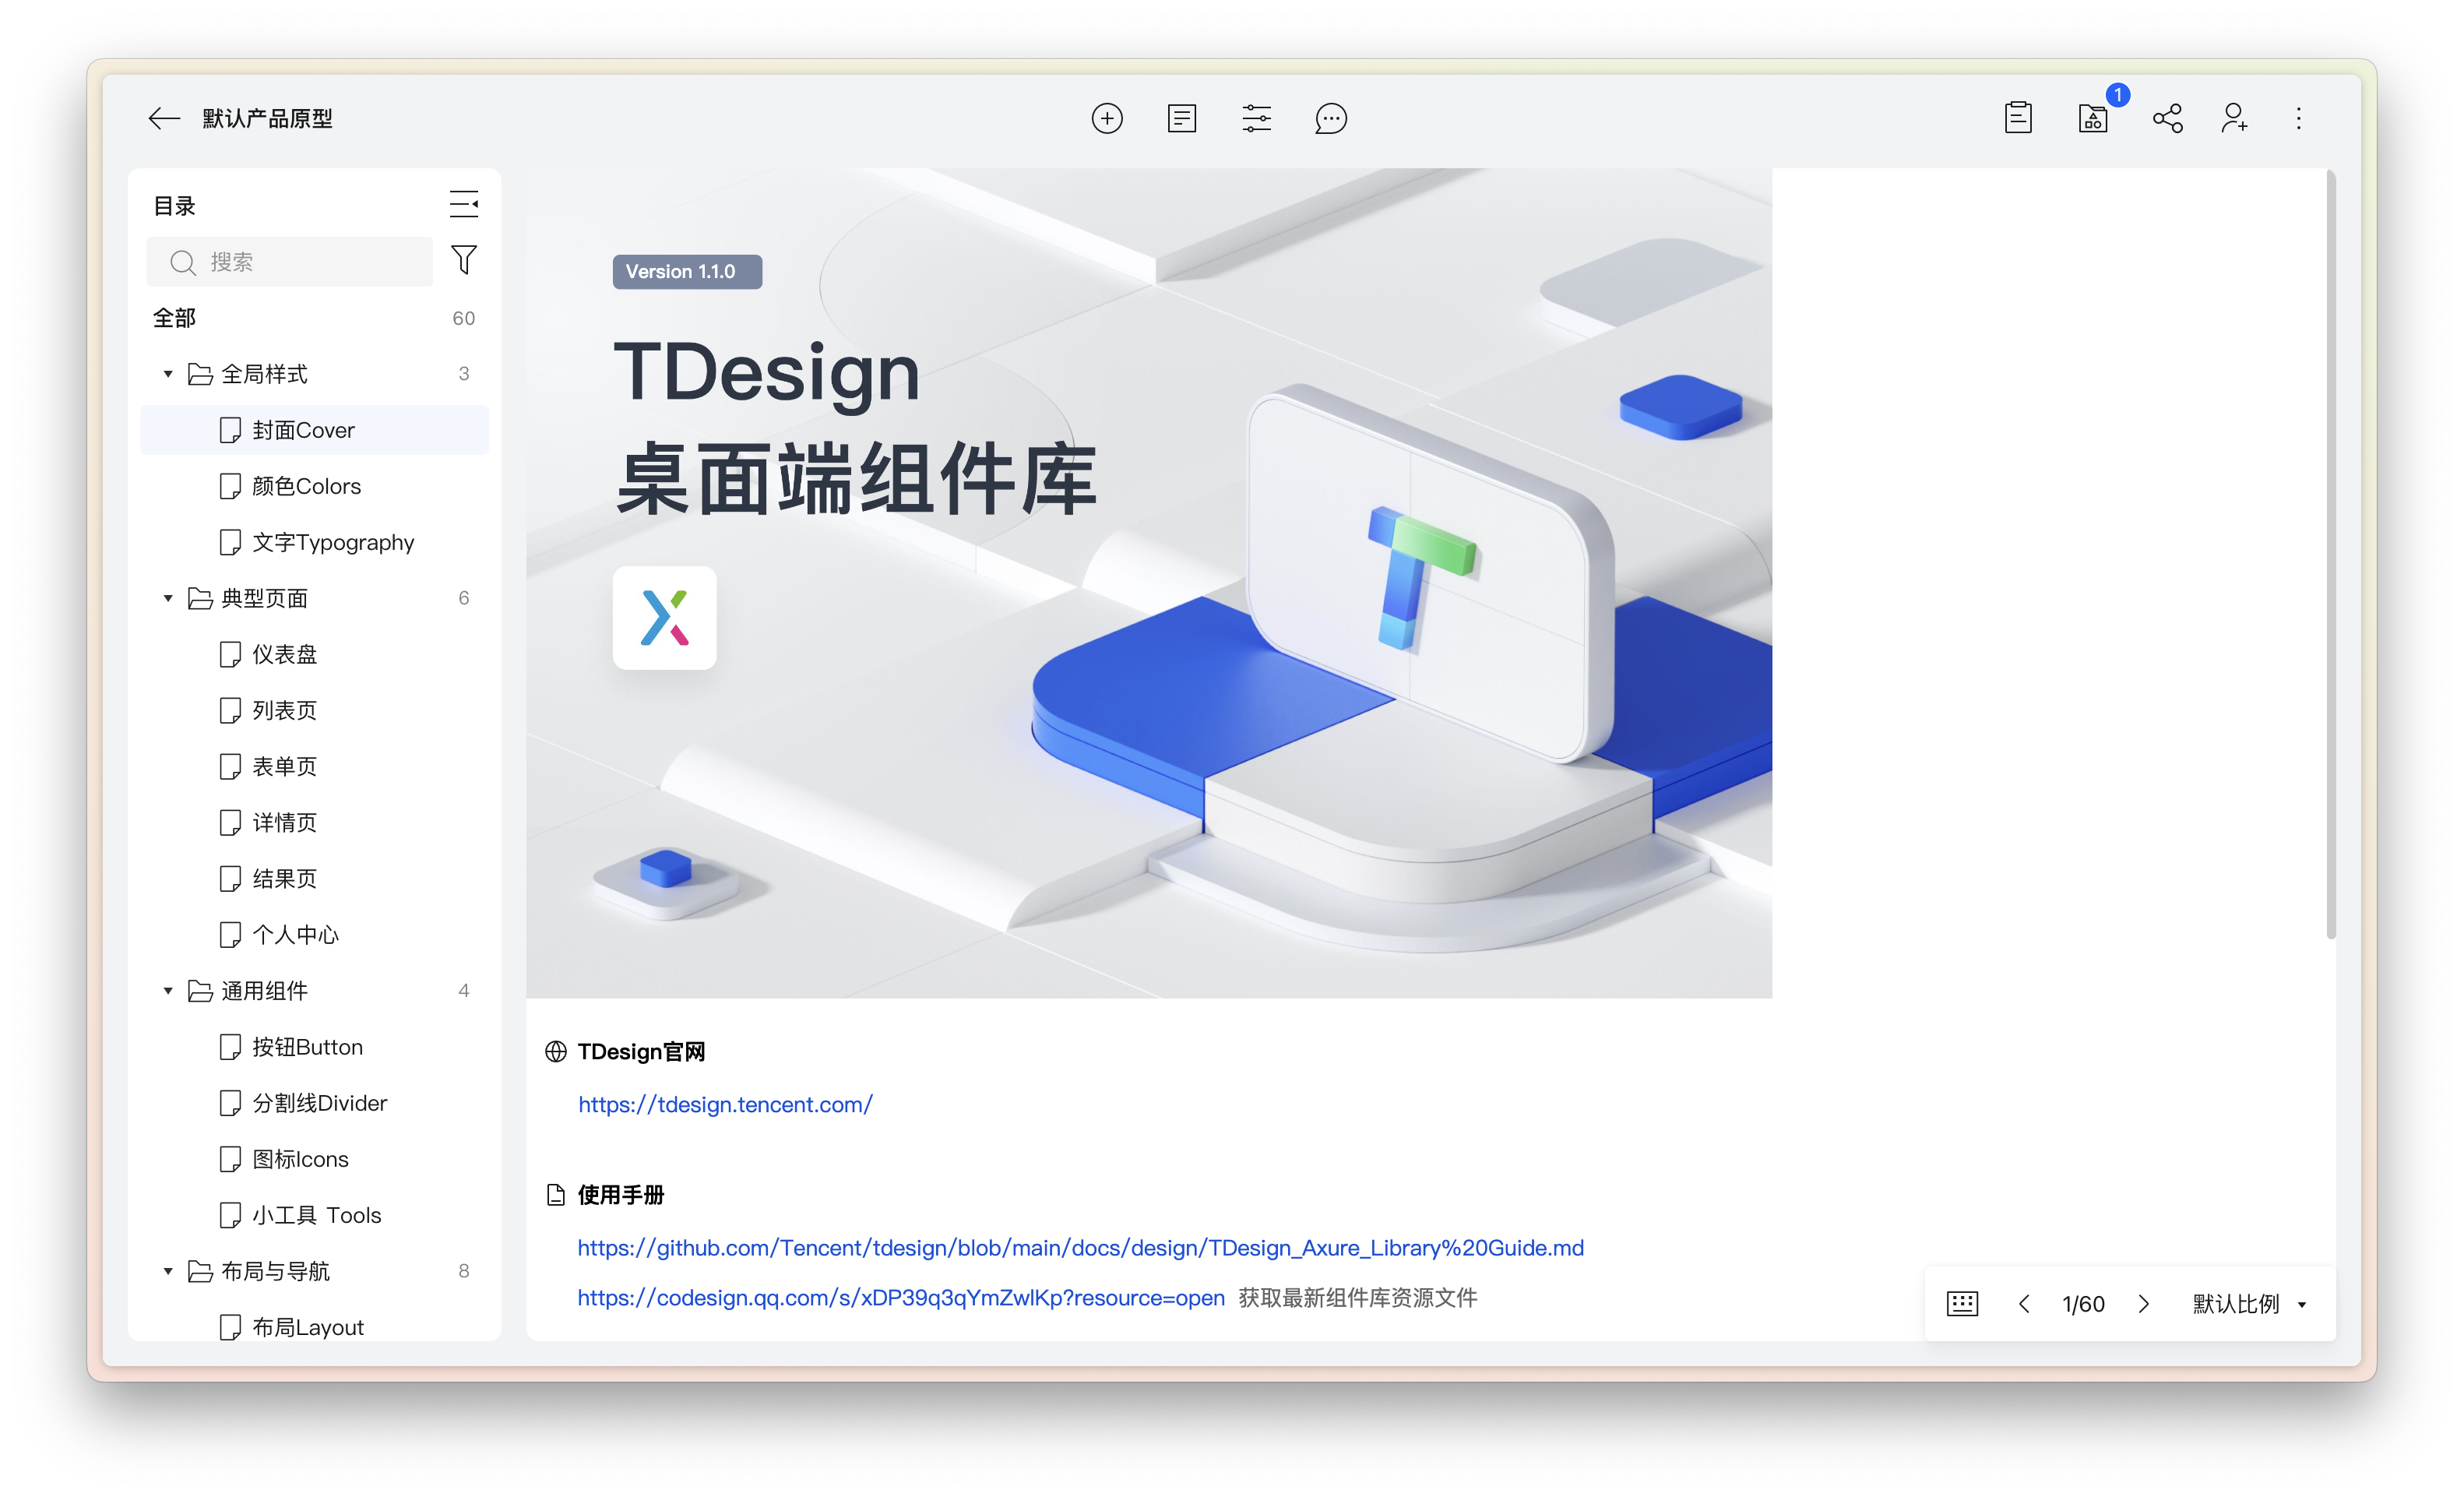 默认产品原型
1
目录
搜索
全部 60
全局样式 3
封面Cover
颜色Colors
文字Typography
典型页面 6
仪表盘
列表页
表单页
详情页
结果页
个人中心
通用组件 4
按钮Button
分割线Divider
图标Icons
小工具 Tools
布局与导航 8
布局Layout
Version 1.1.0
TDesign
桌面端组件库
TDesign官网
https://tdesign.tencent.com/
使用手册
https://github.com/Tencent/tdesign/blob/main/docs/design/TDesign_Axure_Library%20Guide.md
https://codesign.qq.com/s/xDP39q3qYmZwlKp?resource=open 获取最新组件库资源文件
1/60 默认比例